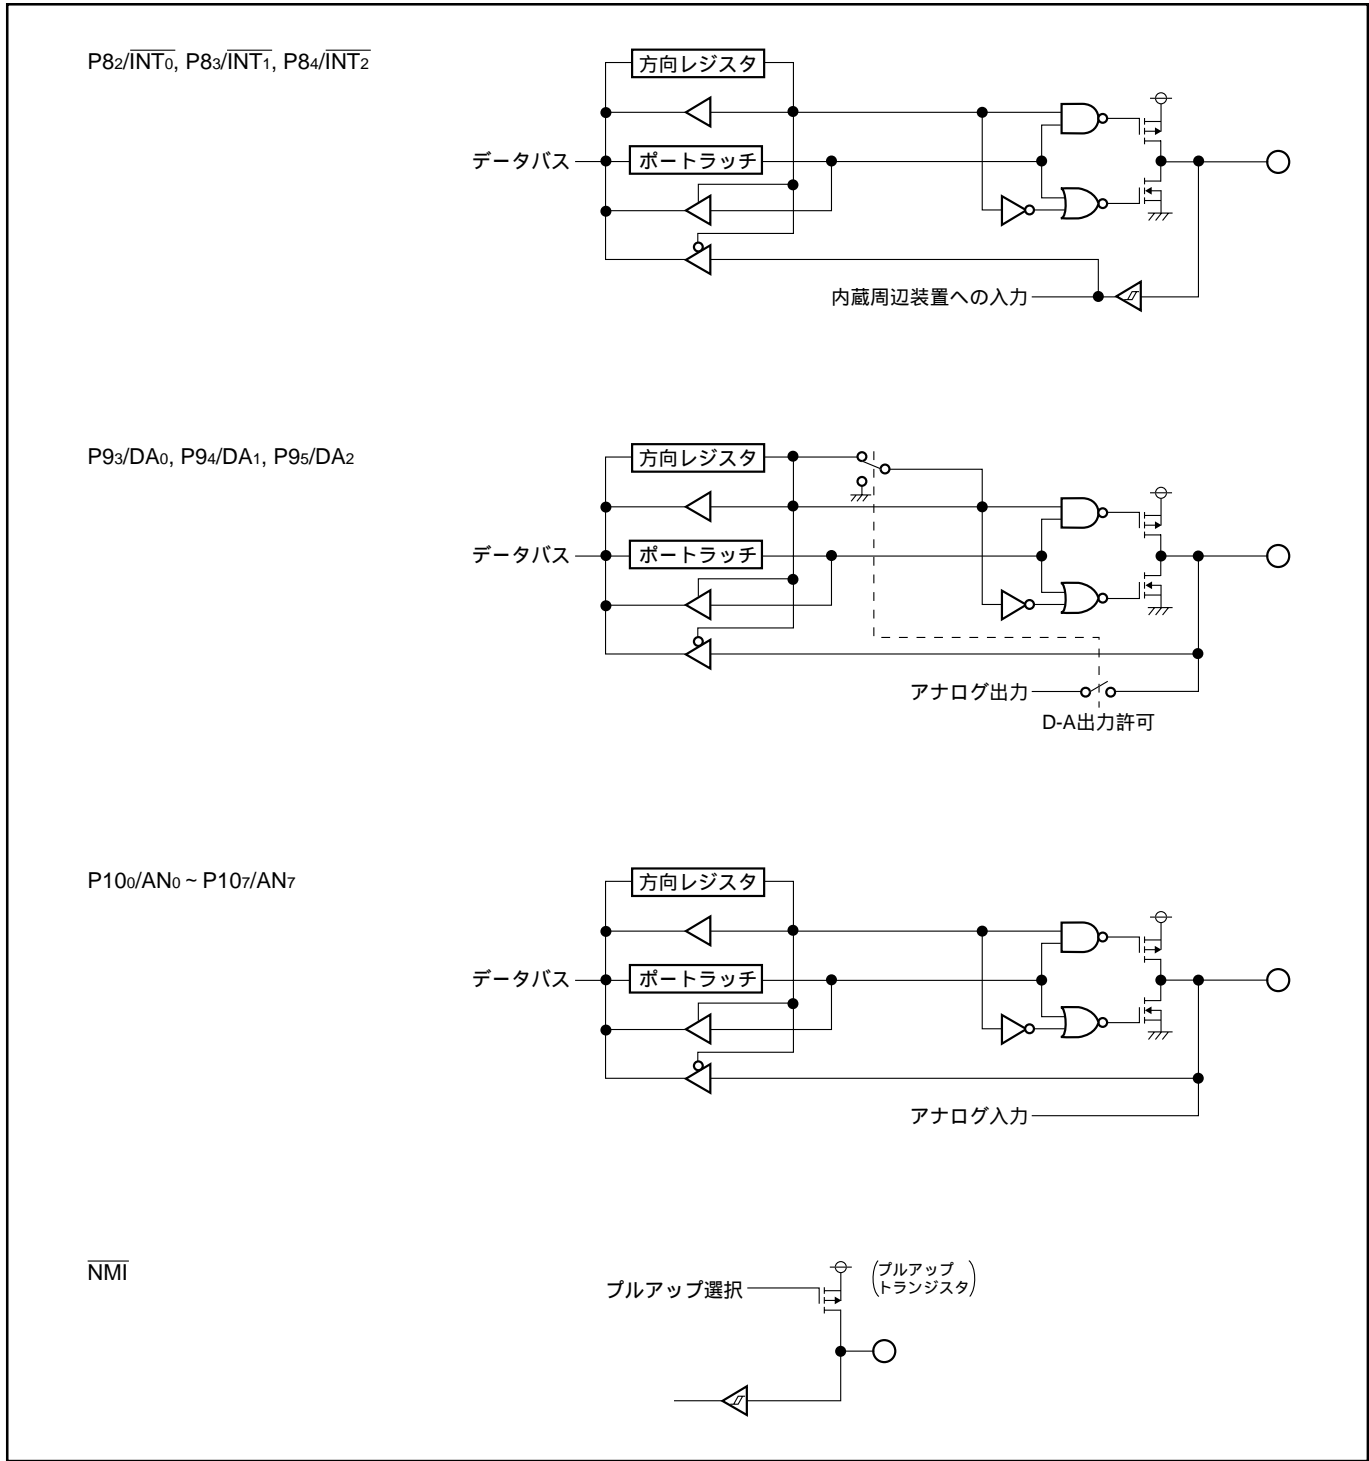 P82/INT0, P83/INT1, P84/INT2
方向レジスタ
データバス
ポートラッチ
内蔵周辺装置への入力
P93/DA0, P94/DA1, P95/DA2
方向レジスタ
データバス
ポートラッチ
アナログ出力
D-A出力許可
P100/AN0 ~ P107/AN7
方向レジスタ
データバス
ポートラッチ
アナログ入力
NMI
プルアップ選択
(プルアップ
トランジスタ)